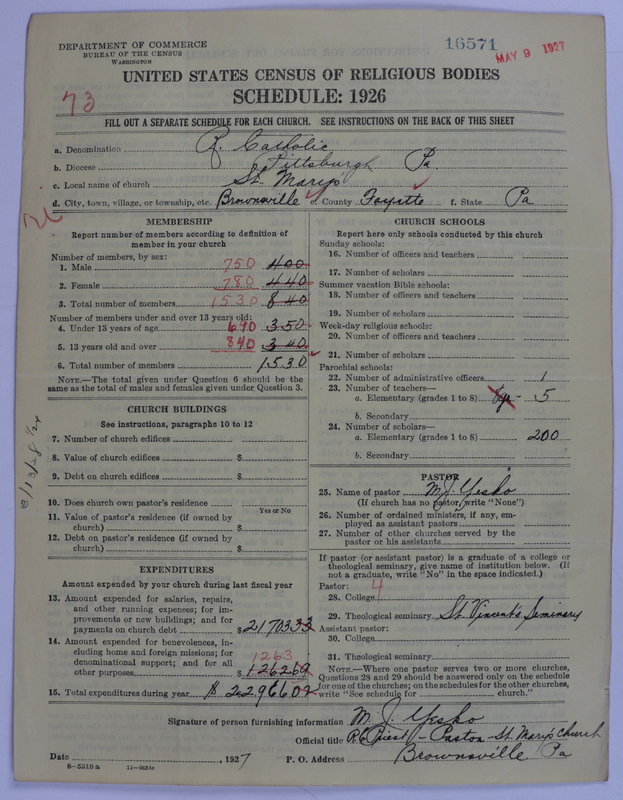 DEPARTMENT OF COMMERCE
BUREAU OF THE CENSUS
WASHINGTON
16571
MAY 9 1927
UNITED STATES CENSUS OF RELIGIOUS BODIES
SCHEDULE: 1926
73
FILL OUT A SEPARATE SCHEDULE FOR EACH CHURCH. SEE INSTRUCTIONS ON THE BACK OF THIS SHEET
a. Denomination R. Catholic
b. Diocese Pittsburgh Pa
c. Local name of church St. Mary's
d. City, town, village, or township, etc. Brownsville e. County Fayette f. State Pa
MEMBERSHIP
Report number of members according to definition of
member in your church
Number of members, by sex:
1. Male 750 400
2. Female 780 440
3. Total number of members 1530 840
Number of members under and over 13 years old:
4. Under 13 years of age 690 350
5. 13 years old and over 840 340
6. Total number of members 1530
NOTE.—The total given under Question 6 should be the
same as the total of males and females given under Question 3.
CHURCH BUILDINGS
See instructions, paragraphs 10 to 12
7. Number of church edifices
8. Value of church edifices $
9. Debt on church edifices $
10. Does church own pastor's residence
Yes or No
11. Value of pastor's residence (if owned by
church) $
12. Debt on pastor's residence (if owned by
church) $
EXPENDITURES
Amount expended by your church during last fiscal year
13. Amount expended for salaries, repairs,
and other running expenses; for im-
provements or new buildings; and for
payments on church debt $ 21703 33
14. Amount expended for benevolences, in-
cluding home and foreign missions; for
denominational support; and for all
other purposes 1263 $ 1262 69
15. Total expenditures during year $ 22966 02
CHURCH SCHOOLS
Report here only schools conducted by this church
Sunday schools:
16. Number of officers and teachers
17. Number of scholars
Summer vacation Bible schools:
18. Number of officers and teachers
19. Number of scholars
Week-day religious schools:
20. Number of officers and teachers
21. Number of scholars
Parochial schools:
22. Number of administrative officers 1
23. Number of teachers—
a. Elementary (grades 1 to 8) 5
b. Secondary
24. Number of scholars—
a. Elementary (grades 1 to 8) 200
b. Secondary
PASTOR
25. Name of pastor M. J. Yesko
(If church has no pastor, write "None")
26. Number of ordained ministers, if any, em-
ployed as assistant pastors
27. Number of other churches served by the
pastor or his assistants
If pastor (or assistant pastor) is a graduate of a college or
theological seminary, give name of institution below. (If
not a graduate, write "No" in the space indicated.)
Pastor:
28. College 4
29. Theological seminary St. Vincent's Seminary
Assistant pastor:
30. College
31. Theological seminary
NOTE.—Where one pastor serves two or more churches,
Questions 28 and 29 should be answered only on the schedule
for one of the churches; on the schedules for the other churches,
write "See schedule for church."
Signature of person furnishing information M. J. Yesko
Official title R.C. Priest - Pastor - St. Mary's Church
Date , 1927 P. O. Address Brownsville Pa
8-5518a 11-9653a